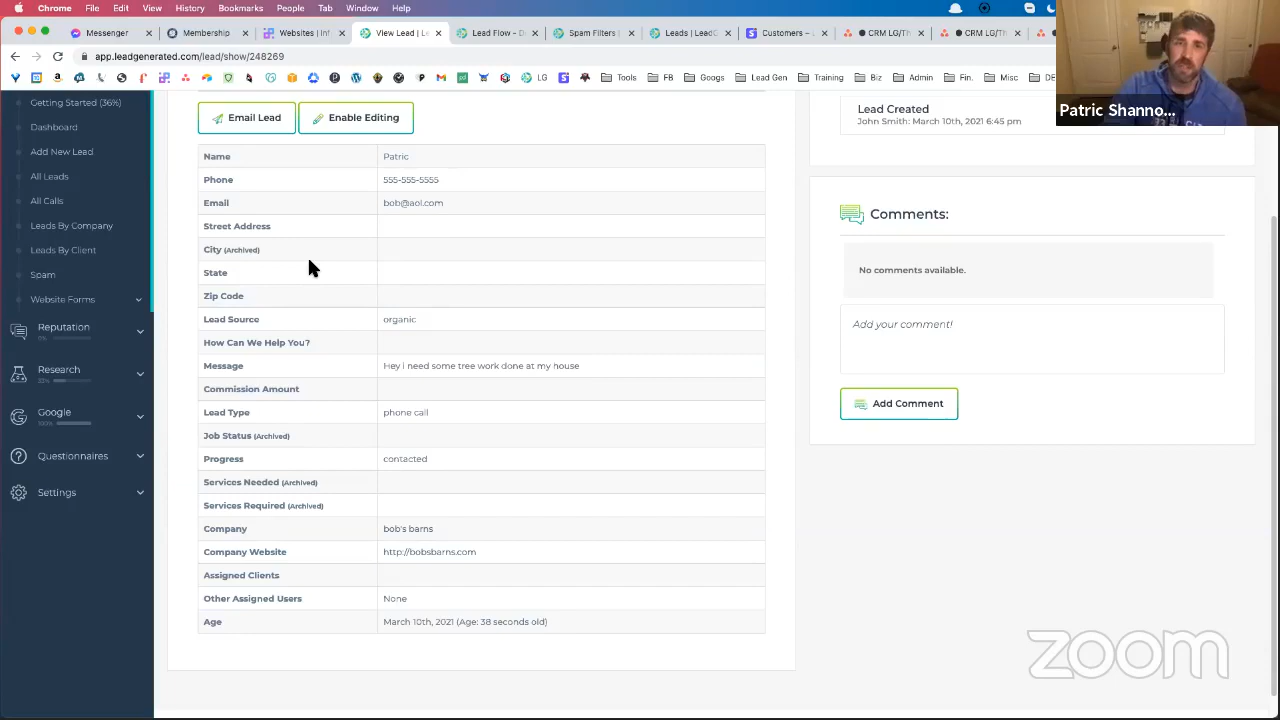 Chrome File Edit View History Bookmarks People Tab Window Help
Messenger Membership Websites | Inf View Lead | Le Lead Flow - D Spam Filters | Leads | LeadC Customers – CRM LG/Th CRM LG/Th
app.leadgenerated.com/lead/show/248269
LG Tools FB Googs Lead Gen Training Biz Admin Fin. Misc
Patric Shanno...
Getting Started (36%)
Dashboard
Add New Lead
All Leads
All Calls
Leads By Company
Leads By Client
Spam
Website Forms
Reputation
Research
Google
100%
Questionnaires
Settings
Email Lead Enable Editing
Name Patric
Phone 555-555-5555
Email bob@aol.com
Street Address
City (Archived)
State
Zip Code
Lead Source organic
How Can We Help You?
Message Hey i need some tree work done at my house
Commission Amount
Lead Type phone call
Job Status (Archived)
Progress contacted
Services Needed (Archived)
Services Required (Archived)
Company bob's barns
Company Website http://bobsbarns.com
Assigned Clients
Other Assigned Users None
Age March 10th, 2021 (Age: 38 seconds old)
Lead Created
John Smith: March 10th, 2021 6:45 pm
Comments:
No comments available.
Add your comment!
Add Comment
zoom